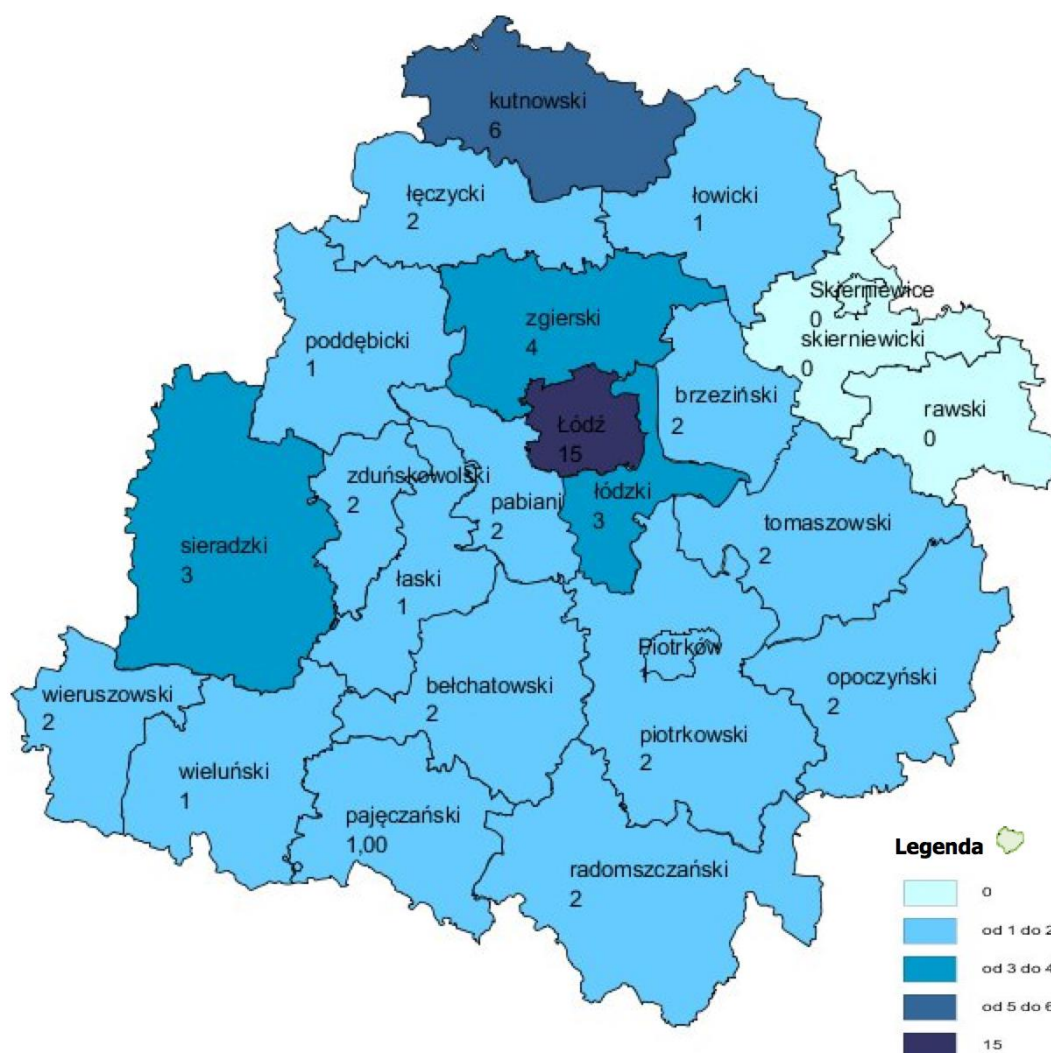 kutnowski
6
łęczycki
2
łowicki
1
Skierniewice
0
skierniewicki
0
zgierski
4
poddębicki
1
brzeziński
2
rawski
0
Łódź
15
zduńskowolski
2
pabiani
2
łódzki
3
tomaszowski
2
sieradzki
3
łaski
1
Piotrków
1
opoczyński
2
wieruszowski
2
bełchatowski
2
piotrkowski
2
wieluński
1
pajęczański
1,00
radomszczański
2
Legenda
0
od 1 do 2
od 3 do 4
od 5 do 6
15